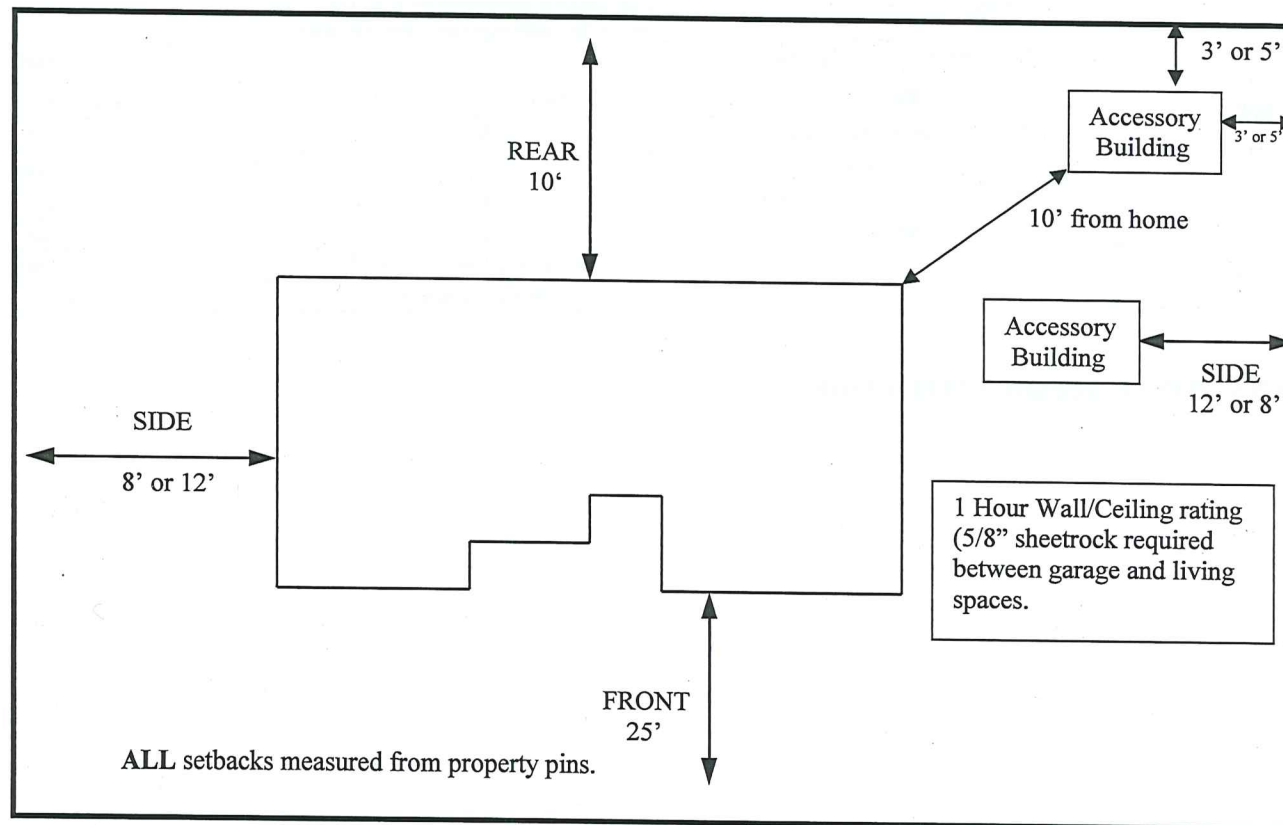 3’ or 5’
Accessory
Building
3’ or 5’
REAR
10‘
10’ from home
Accessory
Building
SIDE
12’ or 8’
SIDE
8’ or 12’
1 Hour Wall/Ceiling rating
(5/8” sheetrock required
between garage and living
spaces.
FRONT
25’
ALL setbacks measured from property pins.